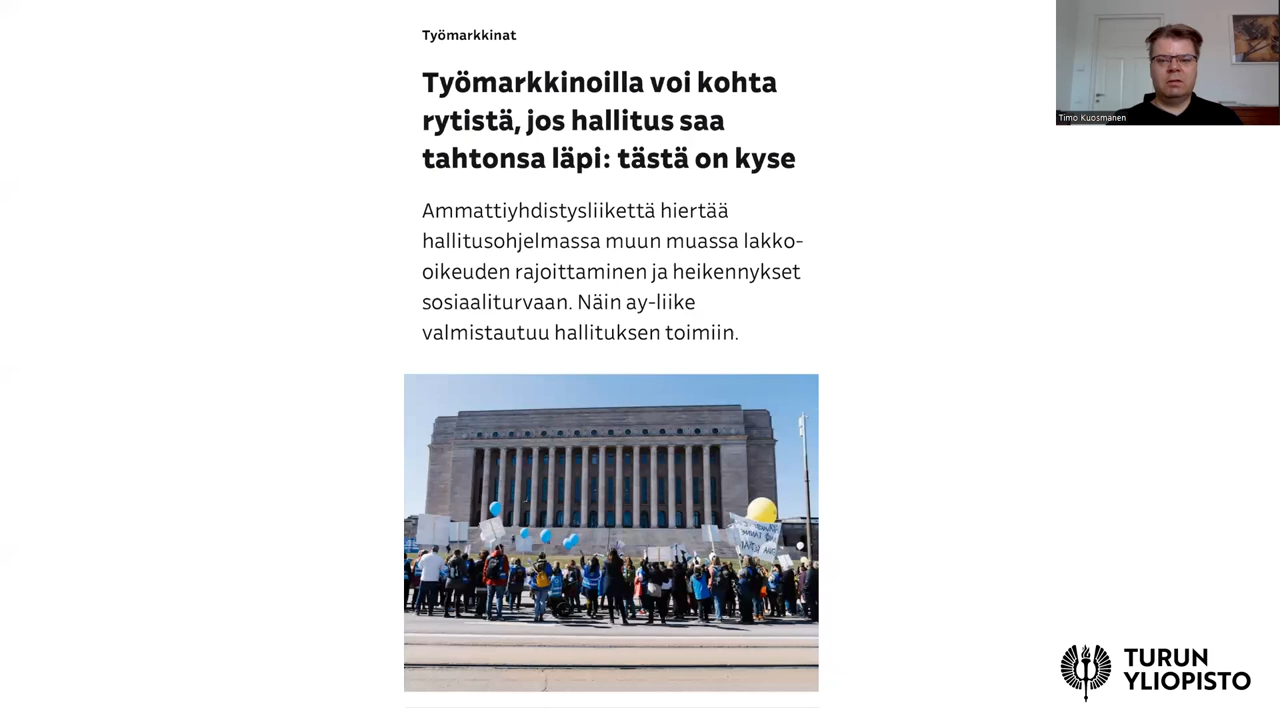 Työmarkkinat
Työmarkkinoilla voi kohta
rytistä, jos hallitus saa
tahtonsa läpi: tästä on kyse
Ammattiyhdistysliikettä hiertää
hallitusohjelmassa muun muassa lakko-
oikeuden rajoittaminen ja heikennykset
sosiaaliturvaan. Näin ay-liike
valmistautuu hallituksen toimiin.
Timo Kuosmanen
TURUN
YLIOPISTO